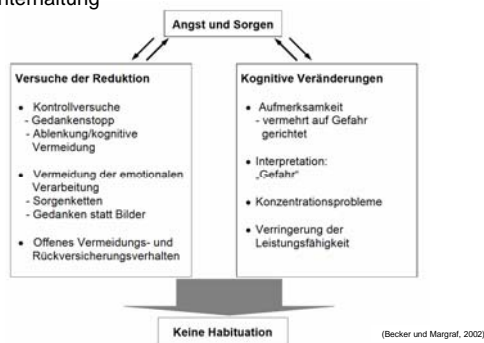 Angst und Sorgen
Versuche der Reduktion
• Kontrollversuche
- Gedankenstopp
- Ablenkung/kognitive
Vermeidung
• Vermeidung der emotionalen
Verarbeitung
- Sorgenketten
- Gedanken statt Bilder
• Offenes Vermeidungs- und
Rückversicherungsverhalten
Kognitive Veränderungen
• Aufmerksamkeit
- vermehrt auf Gefahr
gerichtet
• Interpretation:
„Gefahr“
• Konzentrationsprobleme
• Verringerung der
Leistungsfähigkeit
Keine Habituation
(Becker und Margraf, 2002)